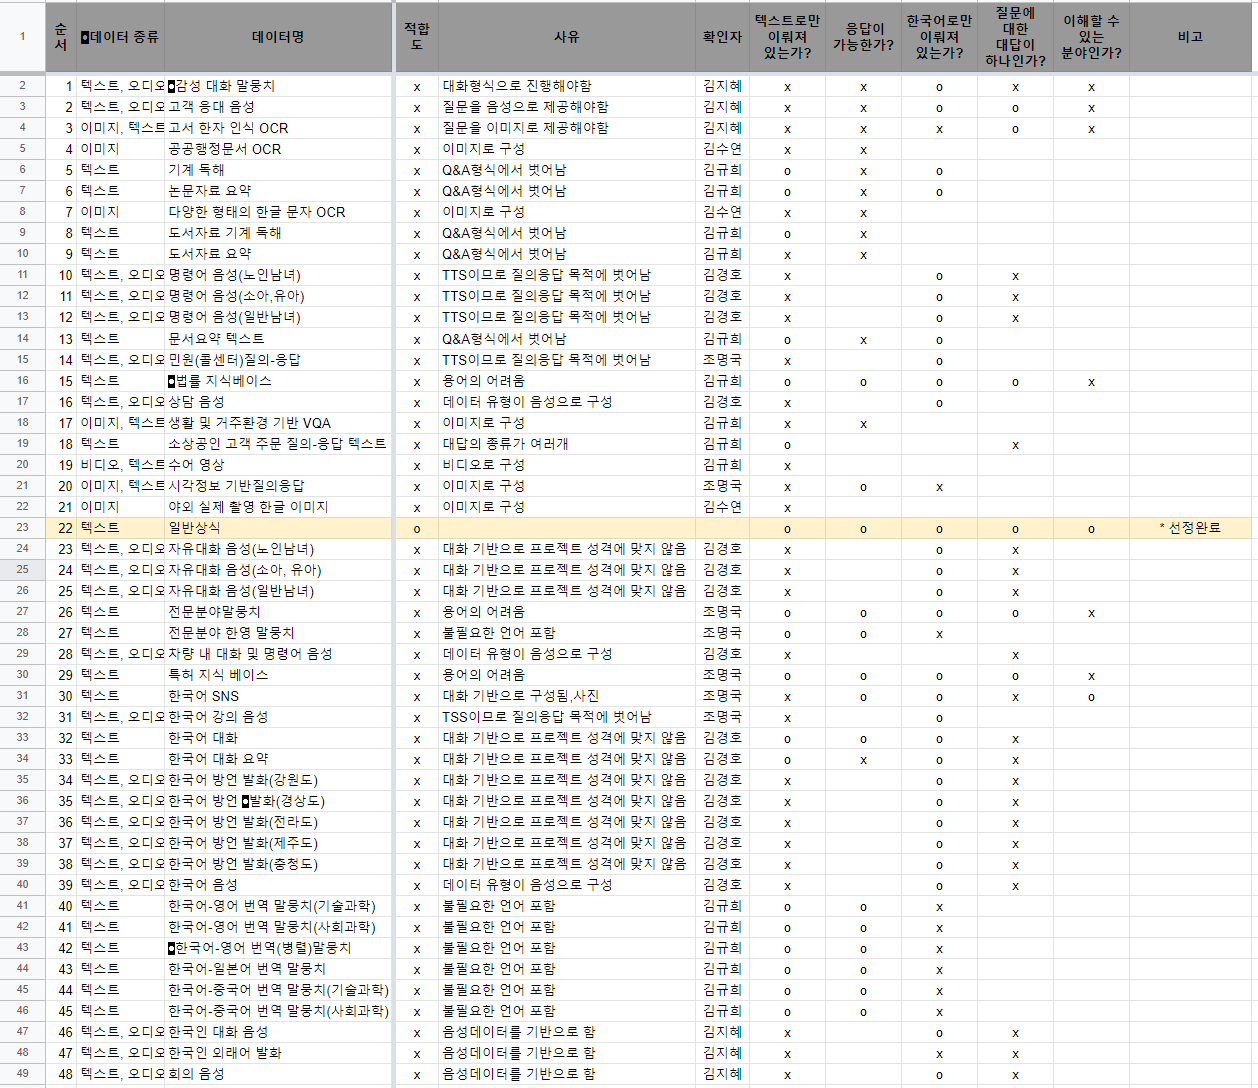 1 순서 데이터 종류 데이터명 적합도 사유 확인자 텍스트로만 이뤄져 있는가? 응답이 가능한가? 한국어로만 이뤄져 있는가? 질문에 대한 대답이 하나인가? 이해할 수 있는 분야인가? 비고
2 1 텍스트, 오디오 감성 대화 말뭉치 x 대화형식으로 진행해야함 김지혜 x x o x x
3 2 텍스트, 오디오 고객 응대 음성 x 질문을 음성으로 제공해야함 김지혜 x x o o x
4 3 이미지, 텍스트 고서 한자 인식 OCR x 질문을 이미지로 제공해야함 김지혜 x x x o x
5 4 이미지 공공행정문서 OCR x 이미지로 구성 김수연 x x
6 5 텍스트 기계 독해 x Q&A형식에서 벗어남 김규희 o x o
7 6 텍스트 논문자료 요약 x Q&A형식에서 벗어남 김규희 o x o
8 7 이미지 다양한 형태의 한글 문자 OCR x 이미지로 구성 김수연 x x
9 8 텍스트 도서자료 기계 독해 x Q&A형식에서 벗어남 김규희 o x
10 9 텍스트 도서자료 요약 x Q&A형식에서 벗어남 김규희 x x
11 10 텍스트, 오디오 명령어 음성(노인남녀) x TTS이므로 질의응답 목적에 벗어남 김경호 x o x
12 11 텍스트, 오디오 명령어 음성(소아,유아) x TTS이므로 질의응답 목적에 벗어남 김경호 x o x
13 12 텍스트, 오디오 명령어 음성(일반남녀) x TTS이므로 질의응답 목적에 벗어남 김경호 x o x
14 13 텍스트 문서요약 텍스트 x Q&A형식에서 벗어남 김규희 o x o
15 14 텍스트, 오디오 민원(콜센터)질의-응답 x TTS이므로 질의응답 목적에 벗어남 조명국 x o
16 15 텍스트 법률 지식베이스 x 용어의 어려움 김규희 o o o o x
17 16 텍스트, 오디오 상담 음성 x 데이터 유형이 음성으로 구성 김경호 x o
18 17 이미지, 텍스트 생활 및 거주환경 기반 VQA x 이미지로 구성 김규희 x x
19 18 텍스트 소상공인 고객 주문 질의-응답 텍스트 x 대답의 종류가 여러개 김규희 o x
20 19 비디오, 텍스트 수어 영상 x 비디오로 구성 김규희 x
21 20 이미지, 텍스트 시각정보 기반질의응답 x 이미지로 구성 조명국 x o x
22 21 이미지 야외 실제 촬영 한글 이미지 x 이미지로 구성 김수연 x
23 22 텍스트 일반상식 o o o o o o * 선정완료
24 23 텍스트, 오디오 자유대화 음성(노인남녀) x 대화 기반으로 프로젝트 성격에 맞지 않음 김경호 x o x
25 24 텍스트, 오디오 자유대화 음성(소아, 유아) x 대화 기반으로 프로젝트 성격에 맞지 않음 김경호 x o x
26 25 텍스트, 오디오 자유대화 음성(일반남녀) x 대화 기반으로 프로젝트 성격에 맞지 않음 김경호 x o x
27 26 텍스트 전문분야말뭉치 x 용어의 어려움 조명국 o o o o x
28 27 텍스트 전문분야 한영 말뭉치 x 불필요한 언어 포함 조명국 o o x
29 28 텍스트, 오디오 차량 내 대화 및 명령어 음성 x 데이터 유형이 음성으로 구성 김경호 x x
30 29 텍스트 특허 지식 베이스 x 용어의 어려움 조명국 o o o o x
31 30 텍스트 한국어 SNS x 대화 기반으로 구성됨,사진 조명국 x o o x o
32 31 텍스트, 오디오 한국어 강의 음성 x TSS이므로 질의응답 목적에 벗어남 조명국 x o
33 32 텍스트 한국어 대화 x 대화 기반으로 프로젝트 성격에 맞지 않음 김경호 o o o x
34 33 텍스트 한국어 대화 요약 x 대화 기반으로 프로젝트 성격에 맞지 않음 김경호 o x o x
35 34 텍스트, 오디오 한국어 방언 발화(강원도) x 대화 기반으로 프로젝트 성격에 맞지 않음 김경호 x o x
36 35 텍스트, 오디오 한국어 방언 발화(경상도) x 대화 기반으로 프로젝트 성격에 맞지 않음 김경호 x o x
37 36 텍스트, 오디오 한국어 방언 발화(전라도) x 대화 기반으로 프로젝트 성격에 맞지 않음 김경호 x o x
38 37 텍스트, 오디오 한국어 방언 발화(제주도) x 대화 기반으로 프로젝트 성격에 맞지 않음 김경호 x o x
39 38 텍스트, 오디오 한국어 방언 발화(충청도) x 대화 기반으로 프로젝트 성격에 맞지 않음 김경호 x o x
40 39 텍스트, 오디오 한국어 음성 x 데이터 유형이 음성으로 구성 김경호 x o x
41 40 텍스트 한국어-영어 번역 말뭉치(기술과학) x 불필요한 언어 포함 김규희 o o x
42 41 텍스트 한국어-영어 번역 말뭉치(사회과학) x 불필요한 언어 포함 김규희 o o x
43 42 텍스트 한국어-영어 번역(병렬)말뭉치 x 불필요한 언어 포함 김규희 o o x
44 43 텍스트 한국어-일본어 번역 말뭉치 x 불필요한 언어 포함 김규희 o o x
45 44 텍스트 한국어-중국어 번역 말뭉치(기술과학) x 불필요한 언어 포함 김규희 o o x
46 45 텍스트 한국어-중국어 번역 말뭉치(사회과학) x 불필요한 언어 포함 김규희 o o x
47 46 텍스트, 오디오 한국인 대화 음성 x 음성데이터를 기반으로 함 김지혜 x o x
48 47 텍스트, 오디오 한국인 외래어 발화 x 음성데이터를 기반으로 함 김지혜 x x x
49 48 텍스트, 오디오 회의 음성 x 음성데이터를 기반으로 함 김지혜 x o x